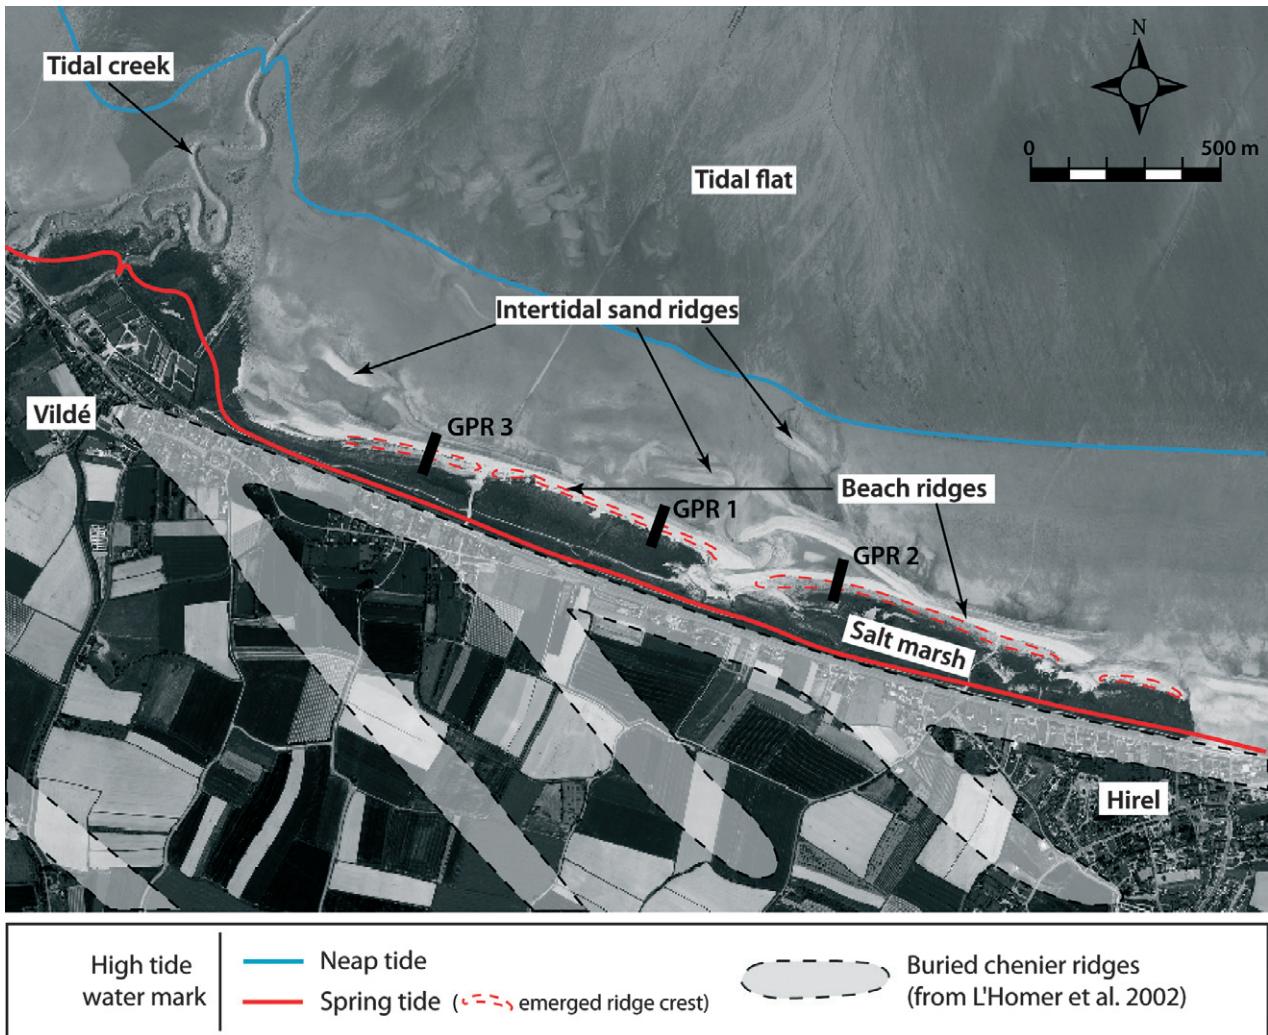 N
Tidal creek
0 500 m
Tidal flat
Intertidal sand ridges
Vildé
GPR 3
Beach ridges
GPR 1
GPR 2
Salt marsh
Hirel
High tide
water mark
Neap tide
Spring tide ( emerged ridge crest)
Buried chenier ridges
(from L'Homer et al. 2002)